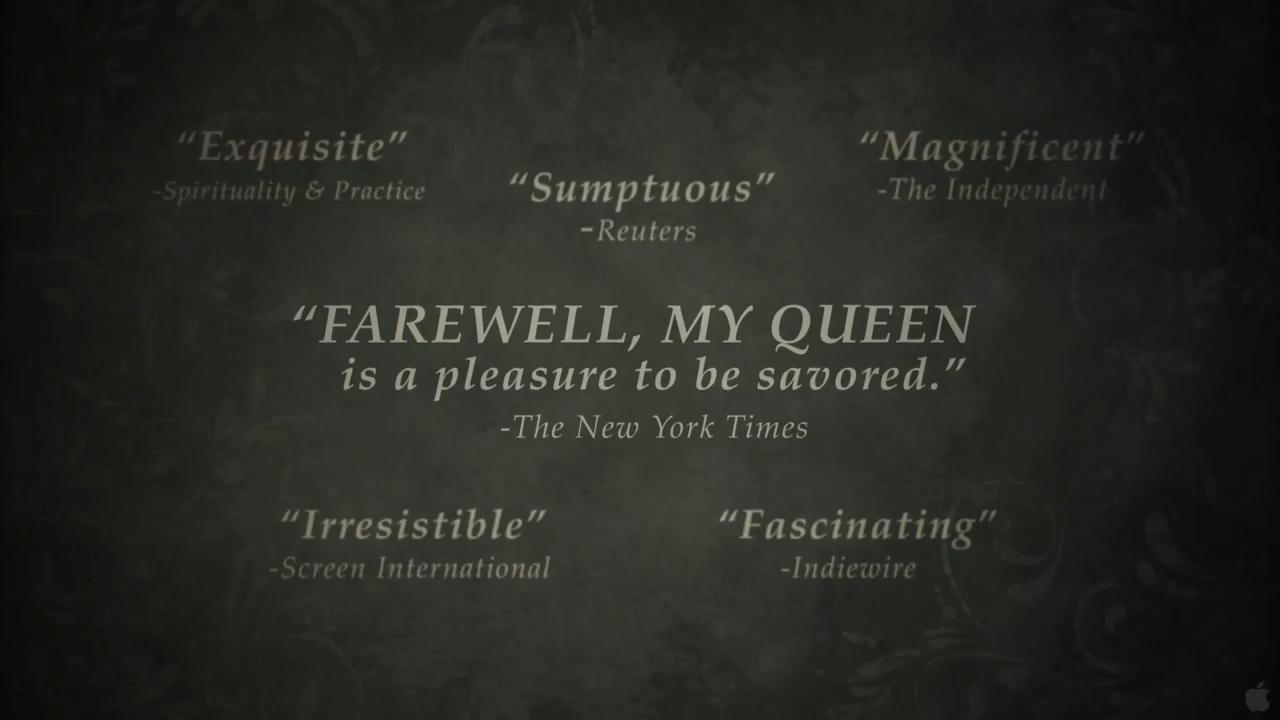 “Exquisite”
-Spirituality & Practice
“Sumptuous”
-Reuters
“Magnificent”
-The Independent
“FAREWELL, MY QUEEN
is a pleasure to be savored.”
-The New York Times
“Irresistible”
-Screen International
“Fascinating”
-Indiewire